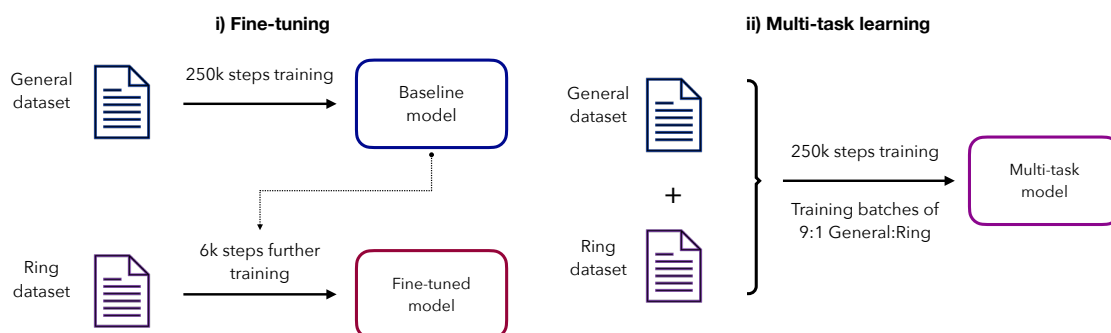 i) Fine-tuning
General
dataset
250k steps training
Baseline
model
6k steps further
training
Ring
dataset
Fine-tuned
model
ii) Multi-task learning
General
dataset
+
Ring
dataset
250k steps training
Training batches of
9:1 General:Ring
Multi-task
model